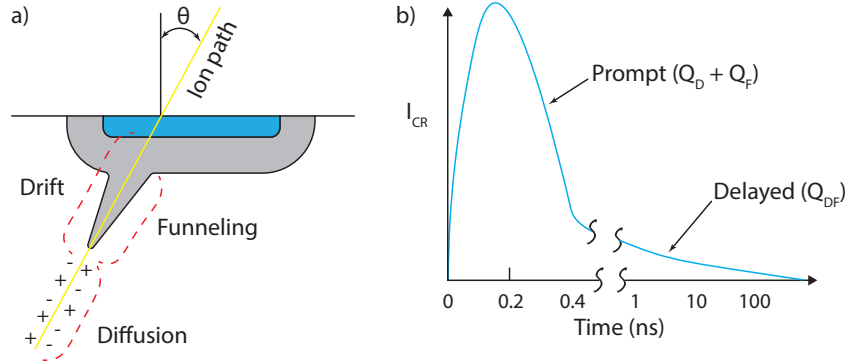 a)
θ
Ion path
Drift
Funneling
- + + - + - + - + -
Diffusion
b)
I_CR
Prompt (Q_D + Q_F)
Delayed (Q_DF)
0 0.2 0.4 1 10 100
Time (ns)